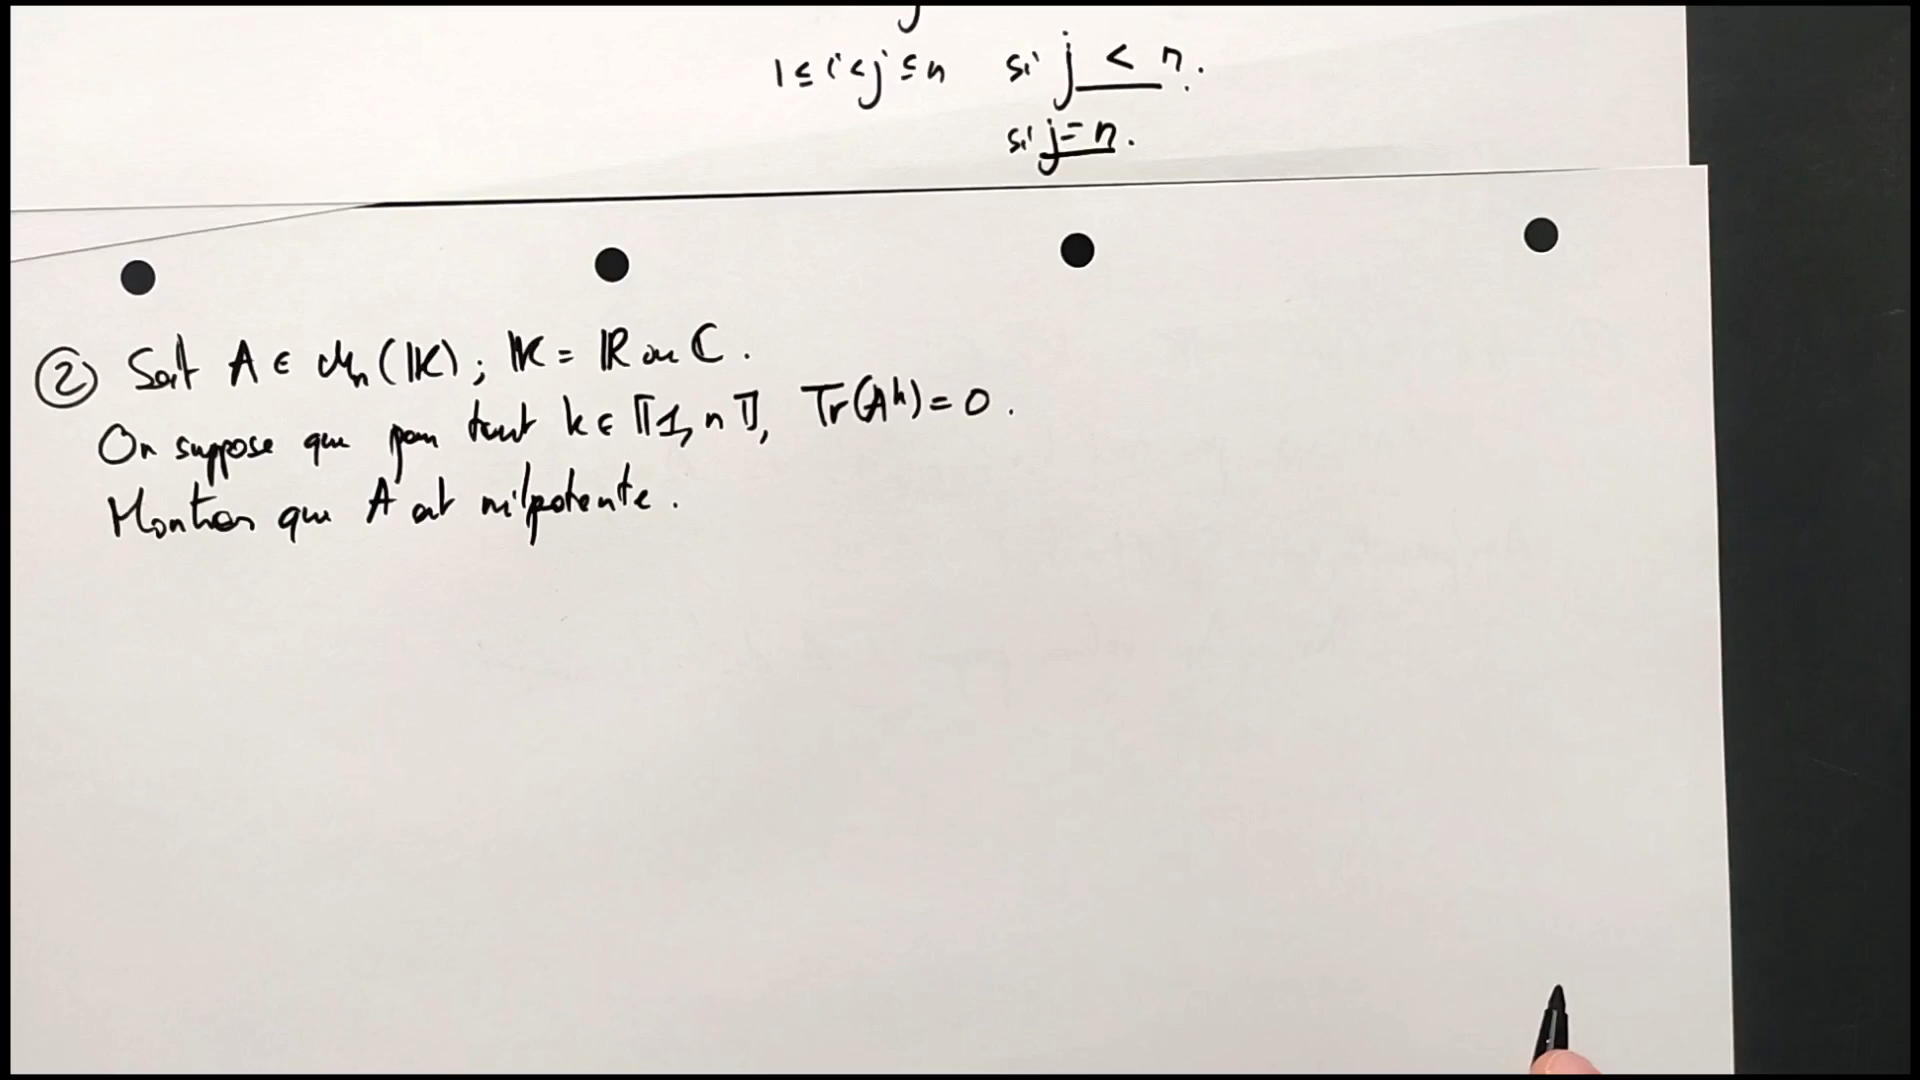 1 ≤ i < j ≤ n si j < n.
si j = n.
② Soit A ∈ Mn(K); K = R ou C.
On suppose que pour tout k ∈ ⟦1, n⟧, Tr(A^k) = 0.
Montrer que A est nilpotente.